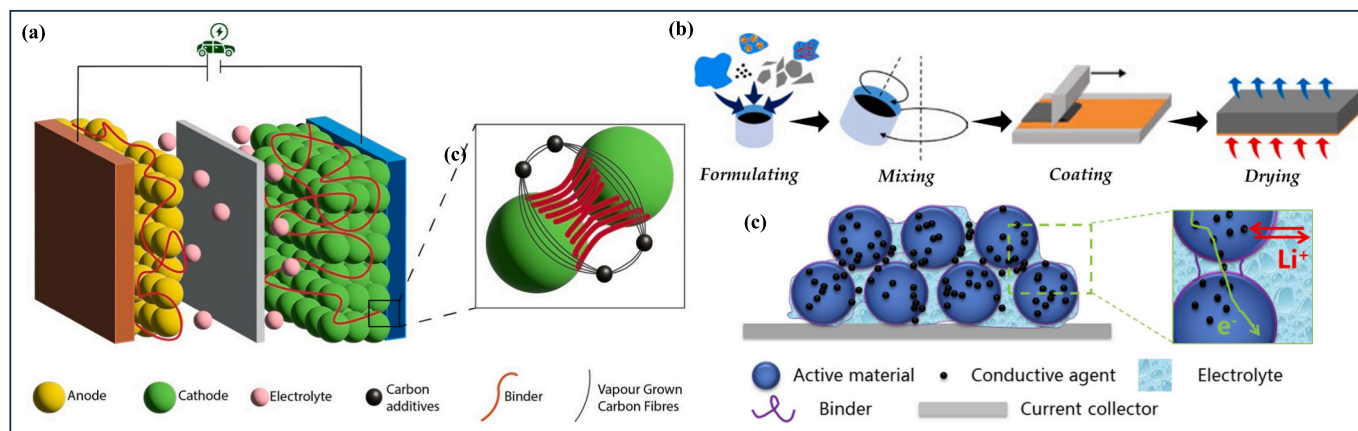 (a)
(c)
Anode
Cathode
Electrolyte
Carbon
additives
Binder
Vapour Grown
Carbon Fibres
(b)
Formulating
Mixing
Coating
Drying
(c)
Li⁺
e⁻
Active material
Conductive agent
Electrolyte
Binder
Current collector